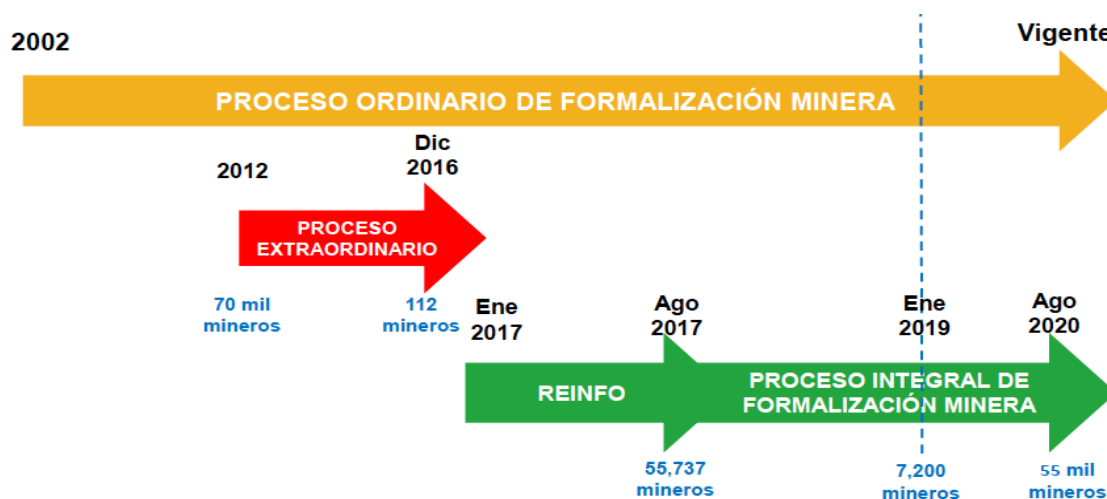 2002
Vigente
PROCESO ORDINARIO DE FORMALIZACIÓN MINERA
2012
Dic
2016
PROCESO
EXTRAORDINARIO
70 mil
mineros
112
mineros
Ene
2017
Ago
2017
Ene
2019
Ago
2020
REINFO
PROCESO INTEGRAL DE
FORMALIZACIÓN MINERA
55,737
mineros
7,200
mineros
55 mil
mineros